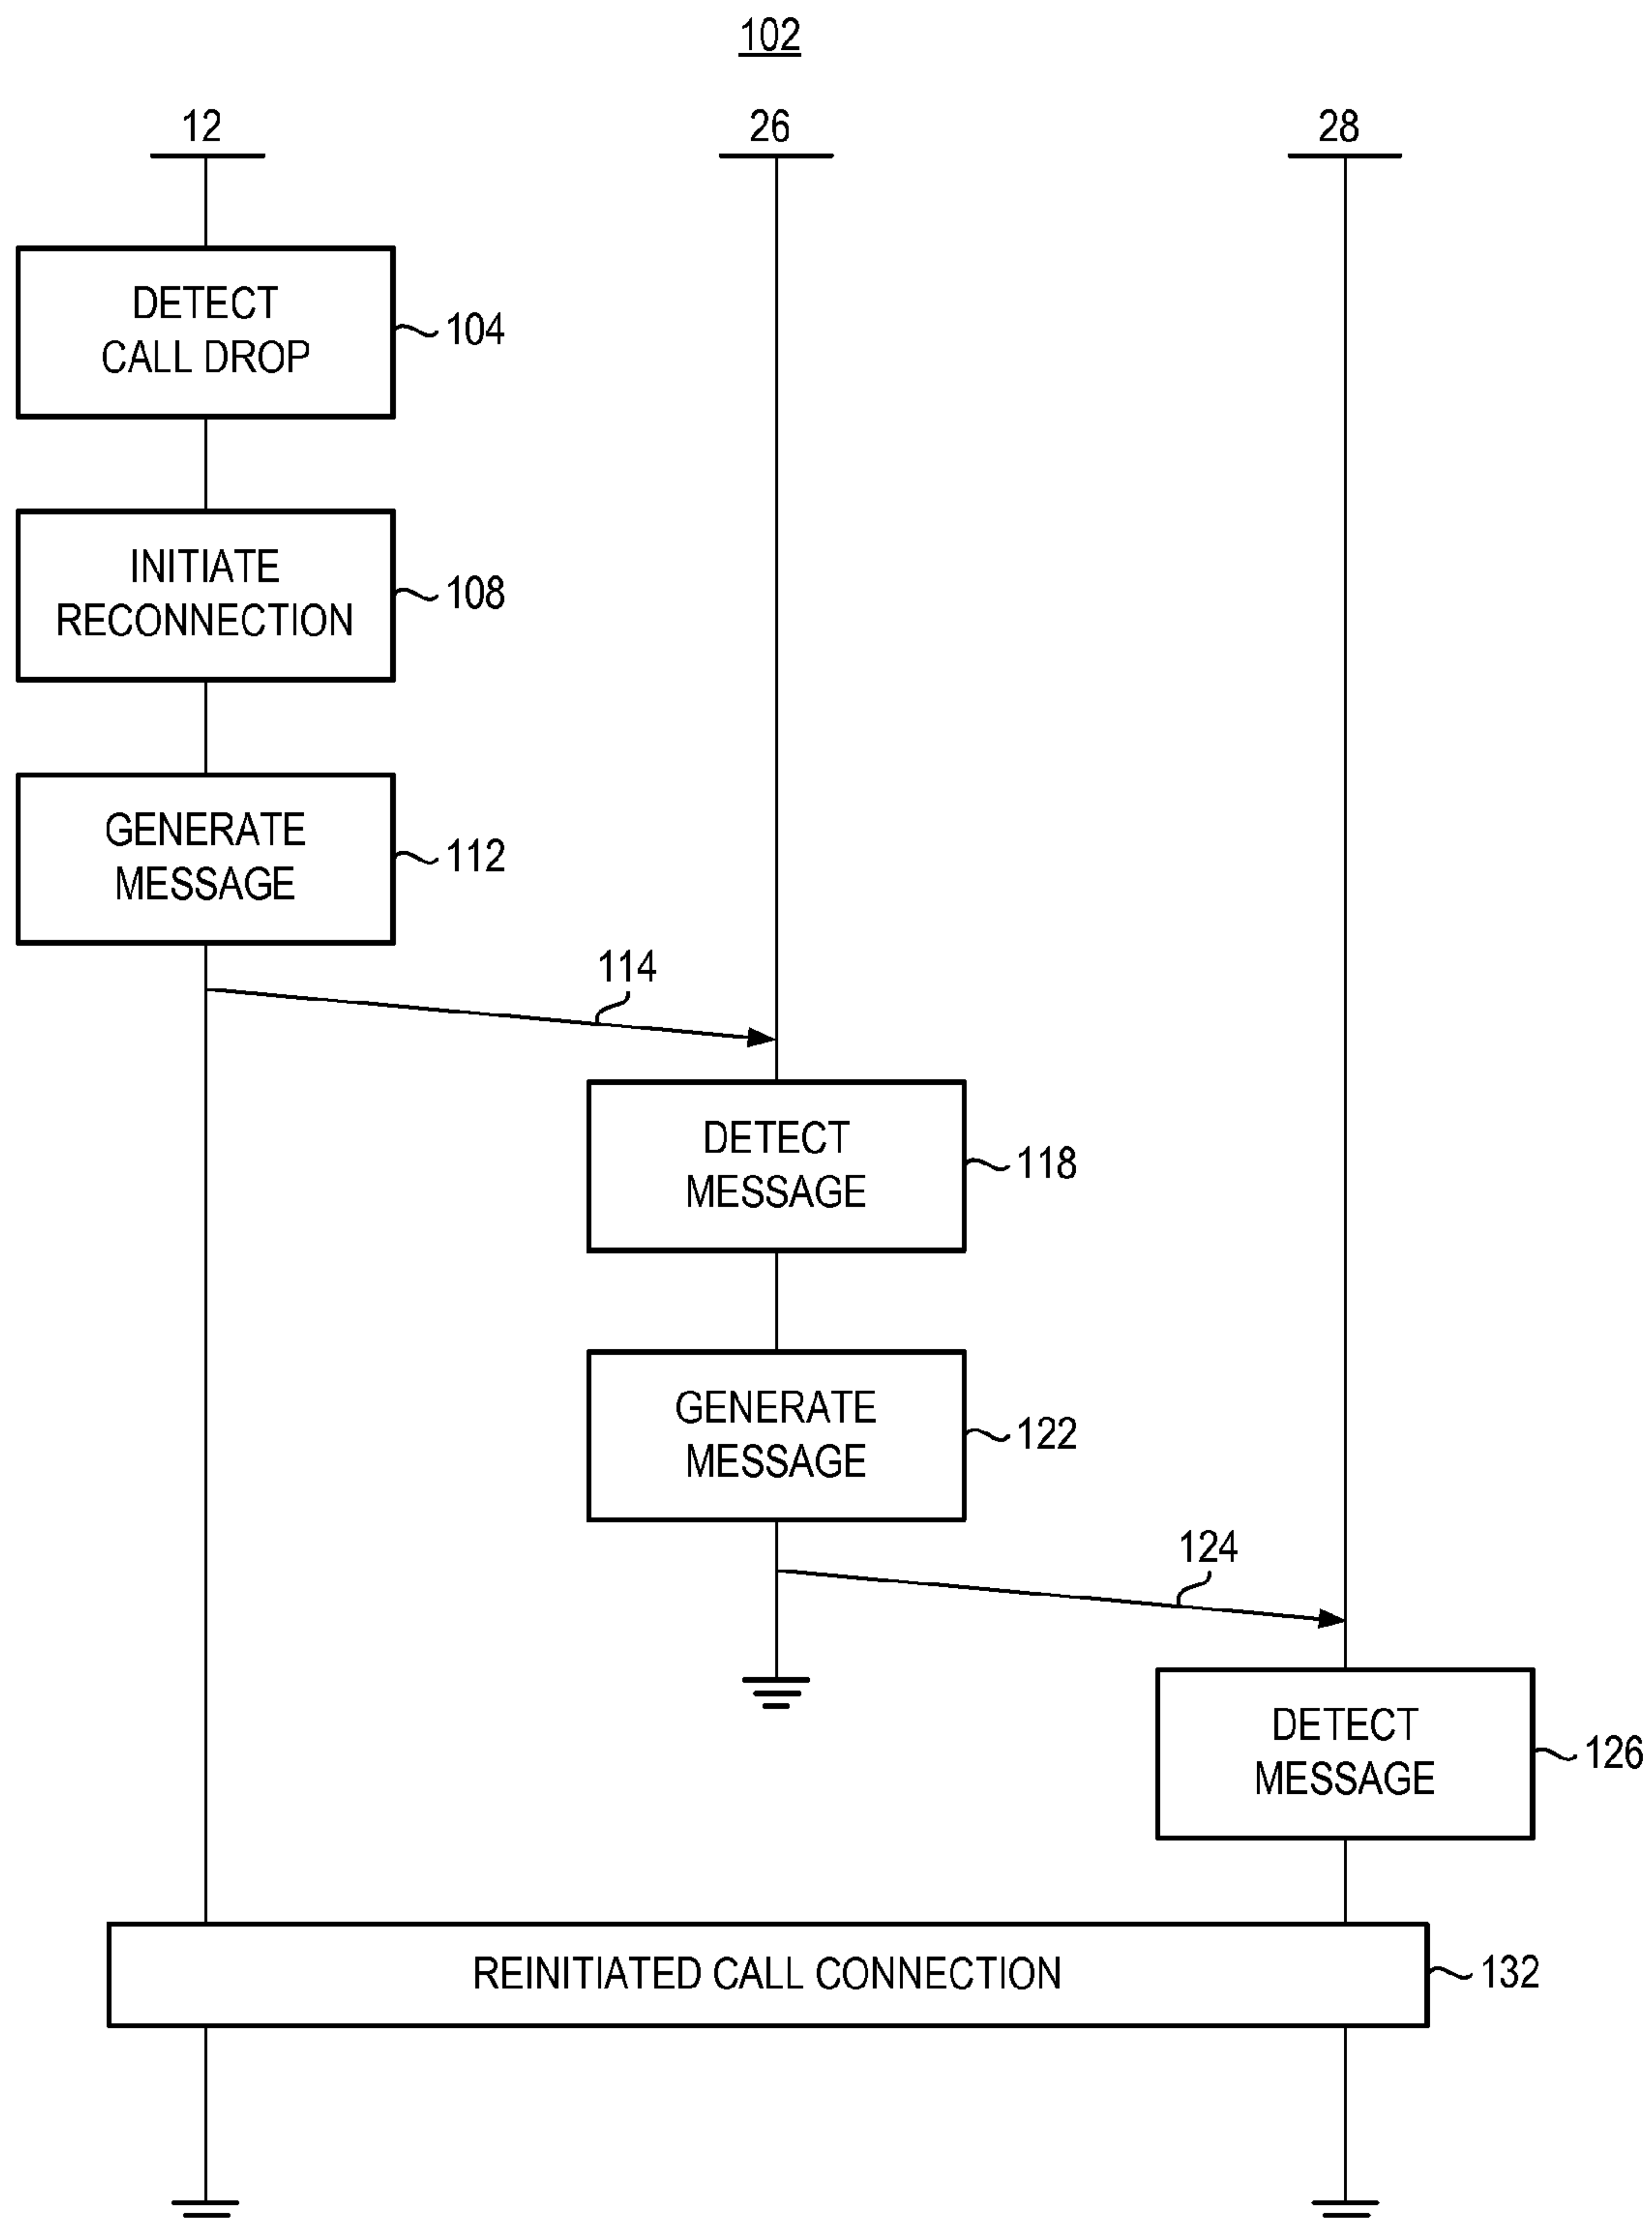 102
12
26
28
DETECT
CALL DROP
104
INITIATE
RECONNECTION
108
GENERATE
MESSAGE
112
114
DETECT
MESSAGE
118
GENERATE
MESSAGE
122
124
DETECT
MESSAGE
126
REINITIATED CALL CONNECTION
132